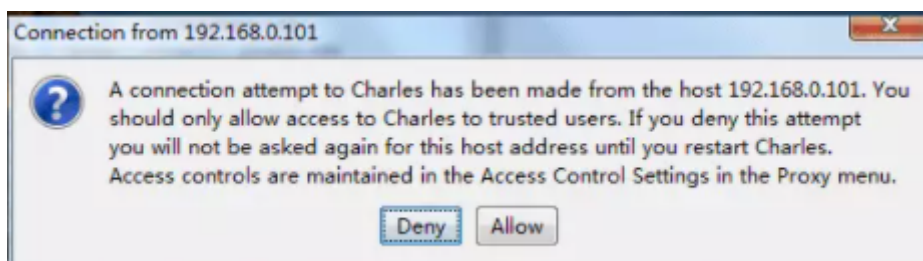 Connection from 192.168.0.101
A connection attempt to Charles has been made from the host 192.168.0.101. You
should only allow access to Charles to trusted users. If you deny this attempt
you will not be asked again for this host address until you restart Charles.
Access controls are maintained in the Access Control Settings in the Proxy menu.
Deny Allow